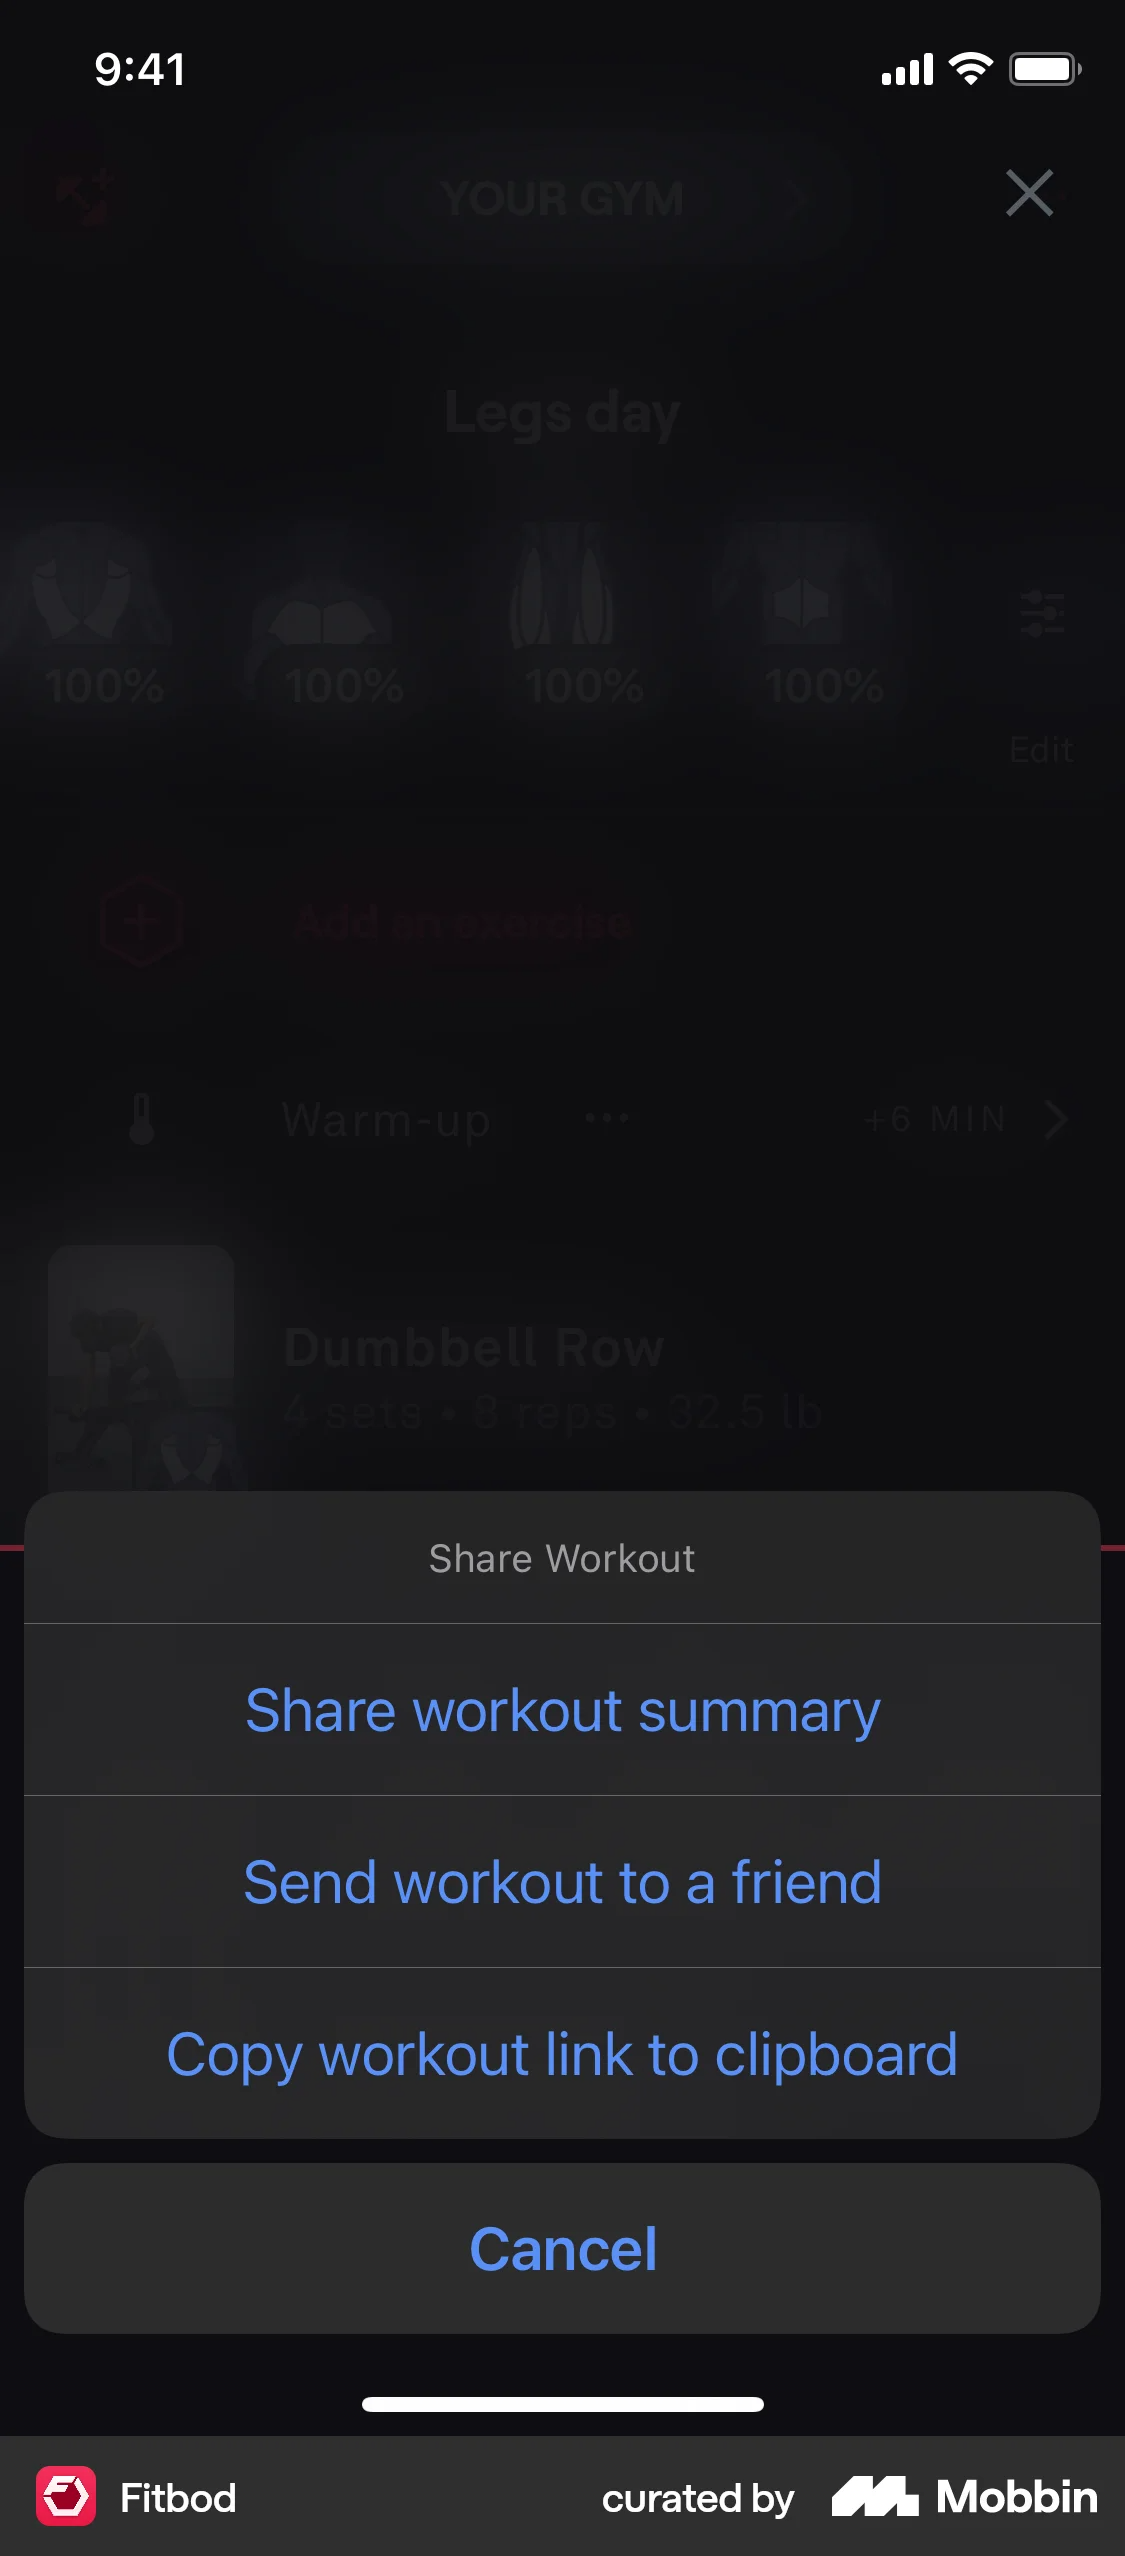 9:41
YOUR GYM
Legs day
100% 100% 100% 100%
Edit
Add an exercise
Warm-up ••• +6 MIN
Dumbbell Row
4 sets • 8 reps • 32.5 lb
Share Workout
Share workout summary
Send workout to a friend
Copy workout link to clipboard
Cancel
Fitbod curated by Mobbin